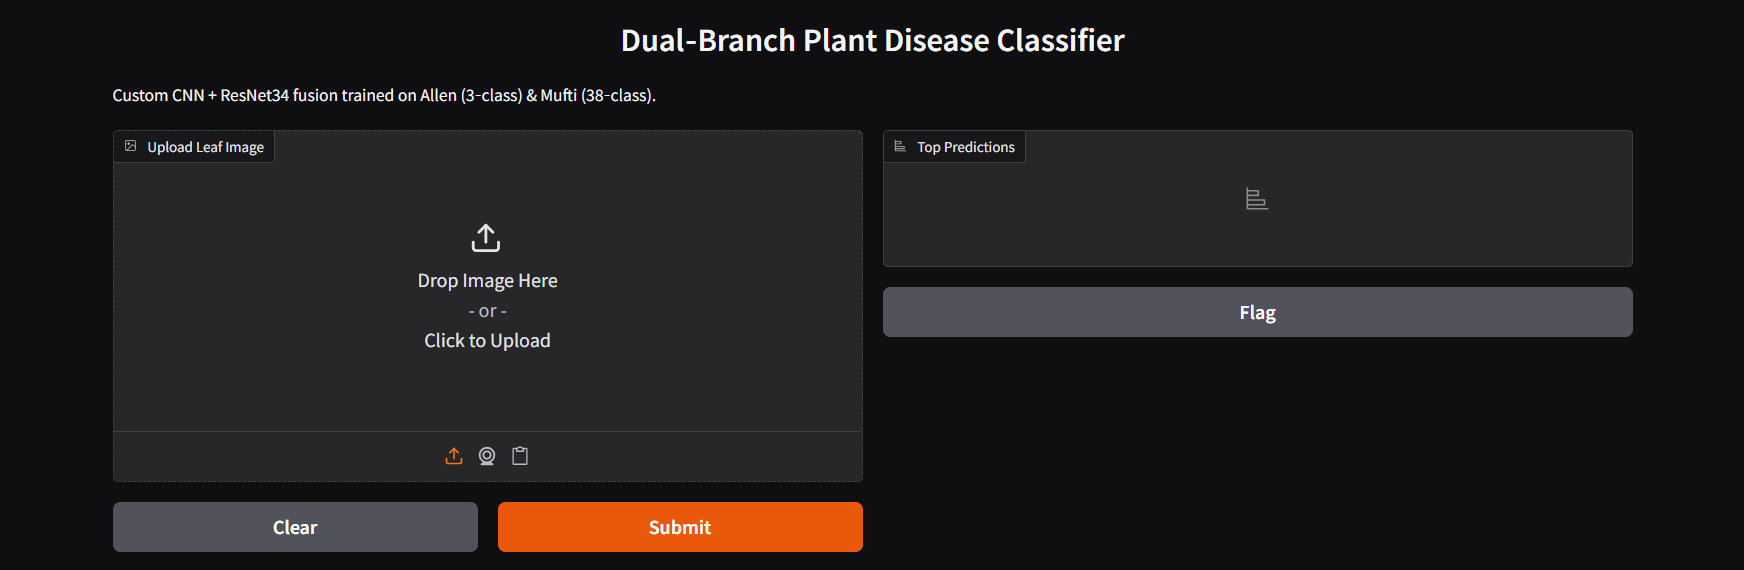 Dual-Branch Plant Disease Classifier
Custom CNN + ResNet34 fusion trained on Allen (3-class) & Mufti (38-class).
Upload Leaf Image
Drop Image Here
- or -
Click to Upload
Clear
Submit
Top Predictions
Flag